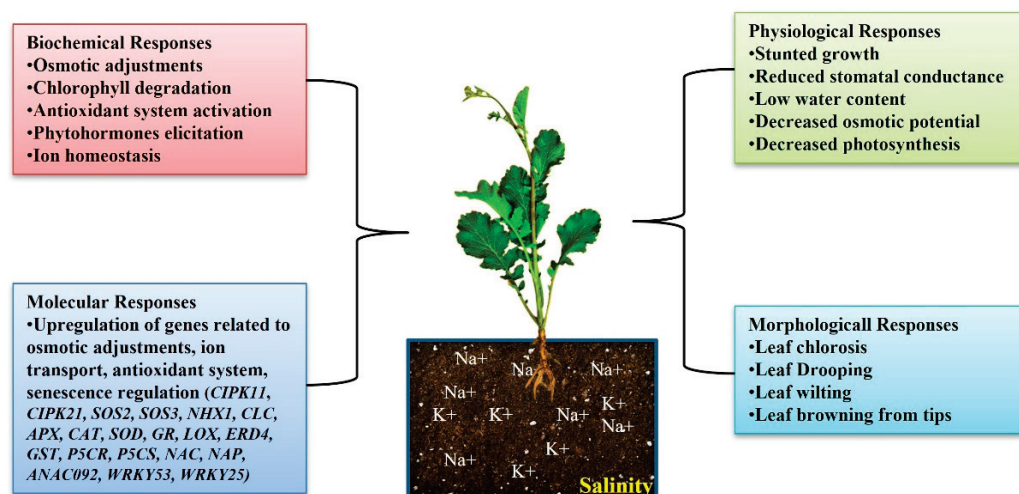 Biochemical Responses
•Osmotic adjustments
•Chlorophyll degradation
•Antioxidant system activation
•Phytohormones elicitation
•Ion homeostasis
Molecular Responses
•Upregulation of genes related to
osmotic adjustments, ion
transport, antioxidant system,
senescence regulation (CIPK11,
CIPK21, SOS2, SOS3, NHX1, CLC,
APX, CAT, SOD, GR, LOX, ERD4,
GST, P5CR, P5CS, NAC, NAP,
ANAC092, WRKY53, WRKY25)
Physiological Responses
•Stunted growth
•Reduced stomatal conductance
•Low water content
•Decreased osmotic potential
•Decreased photosynthesis
Morphologicall Responses
•Leaf chlorosis
•Leaf Drooping
•Leaf wilting
•Leaf browning from tips
Na+ Na Na+
Na+ K+
K+ K+ Na+ Na+
Na+ K+
K+
Salinity